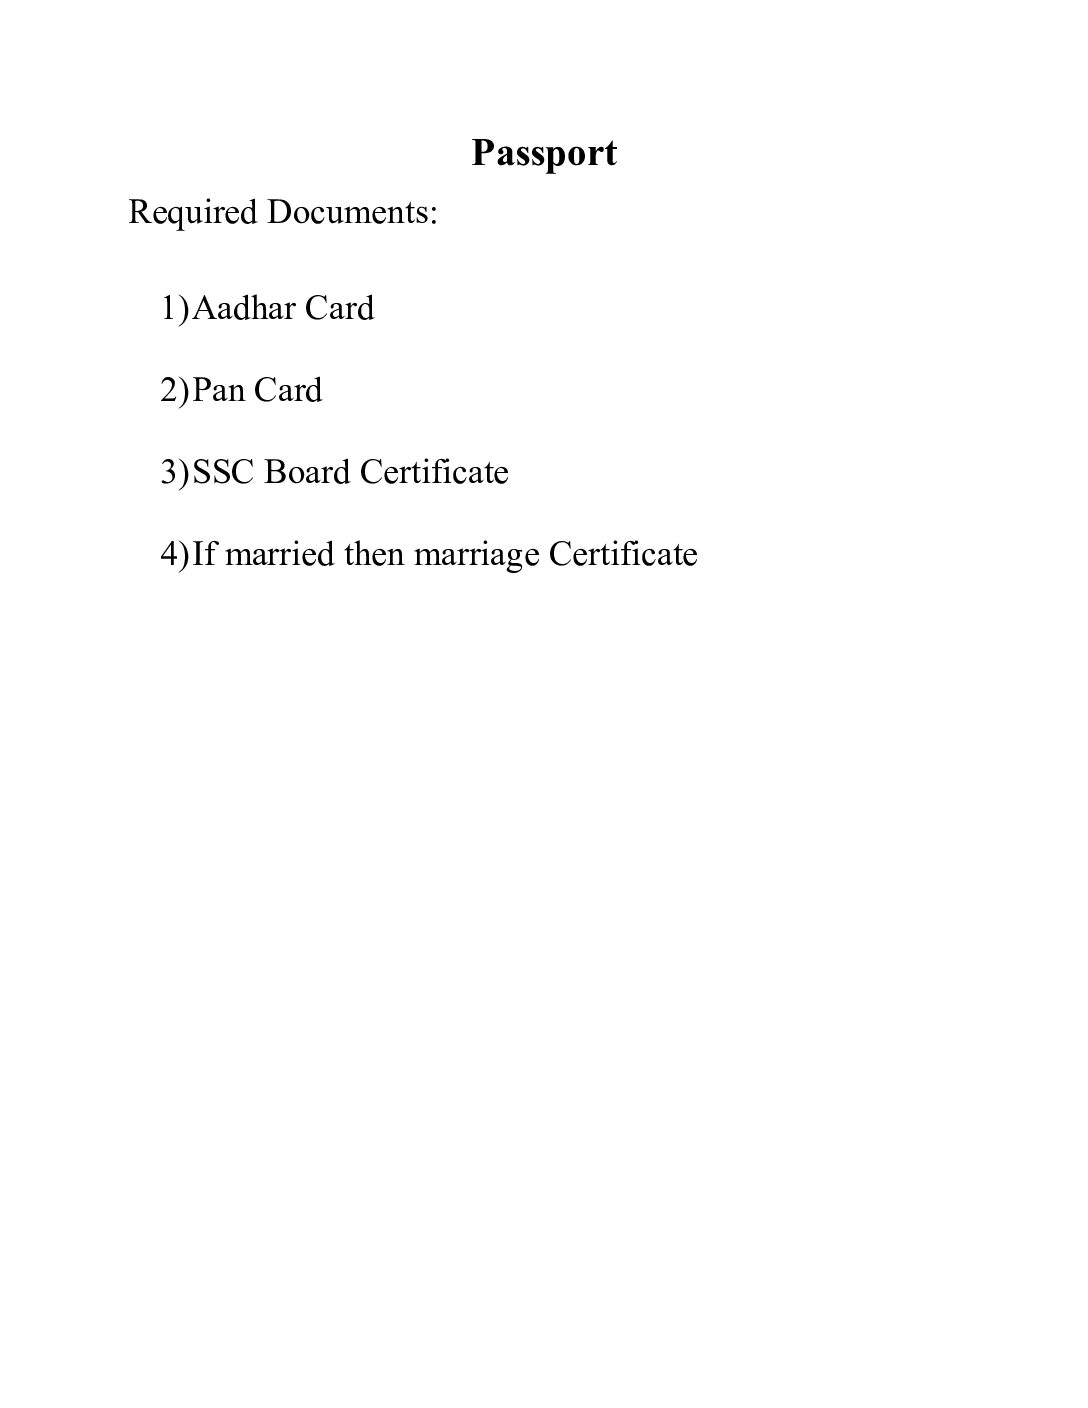 Passport
Required Documents:
1)Aadhar Card
2)Pan Card
3)SSC Board Certificate
4)If married then marriage Certificate